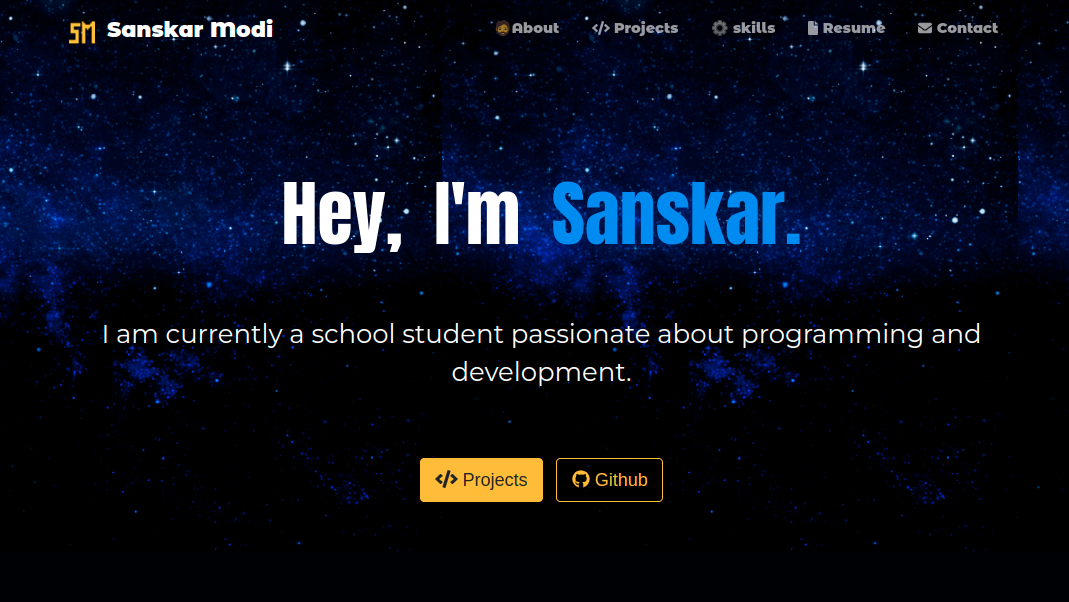 SM Sanskar Modi
About
Projects
skills
Resume
Contact
Hey, I'm Sanskar.
I am currently a school student passionate about programming and
development.
Projects
Github